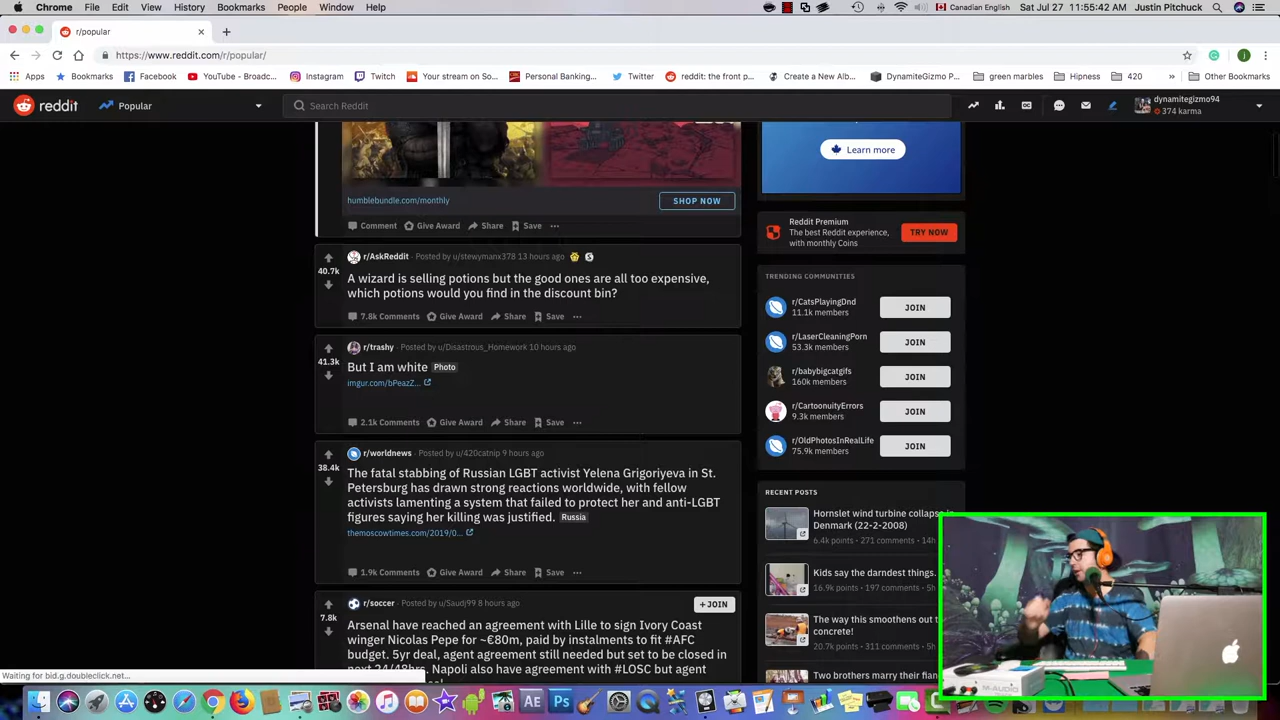 Chrome File Edit View History Bookmarks People Window Help Canadian English Sat Jul 27 11:55:42 AM Justin Pitchuck
r/popular
https://www.reddit.com/r/popular/
Apps Bookmarks Facebook YouTube - Broadc... Instagram Twitch Your stream on So... Personal Banking... Twitter reddit: the front p... Create a New Alb... DynamiteGizmo P... green marbles Hipness 420 » Other Bookmarks
reddit Popular Search Reddit dynamitegizmo94
374 karma
Learn more
humblebundle.com/monthly SHOP NOW
Comment Give Award Share Save
Reddit Premium
The best Reddit experience,
with monthly Coins
TRY NOW
r/AskReddit · Posted by u/stewymanx378 13 hours ago
40.7k
A wizard is selling potions but the good ones are all too expensive,
which potions would you find in the discount bin?
7.8k Comments Give Award Share Save
r/trashy · Posted by u/Disastrous_Homework 10 hours ago
41.3k
But I am white Photo
imgur.com/bPeazZ...
2.1k Comments Give Award Share Save
r/worldnews · Posted by u/420catnip 9 hours ago
38.4k
The fatal stabbing of Russian LGBT activist Yelena Grigoriyeva in St.
Petersburg has drawn strong reactions worldwide, with fellow
activists lamenting a system that failed to protect her and anti-LGBT
figures saying her killing was justified. Russia
themoscowtimes.com/2019/0...
1.9k Comments Give Award Share Save
r/soccer · Posted by u/Saudj99 8 hours ago +JOIN
7.8k
Arsenal have reached an agreement with Lille to sign Ivory Coast
winger Nicolas Pepe for ~€80m, paid by instalments to fit #AFC
budget. 5yr deal, agent agreement still needed but set to be closed in
next 24/48hrs. Napoli also have agreement with #LOSC but agent
TRENDING COMMUNITIES
r/CatsPlayingDnd
11.1k members
JOIN
r/LaserCleaningPorn
53.3k members
JOIN
r/babybigcatgifs
160k members
JOIN
r/CartoonuityErrors
9.3k members
JOIN
r/OldPhotosInRealLife
75.9k members
JOIN
RECENT POSTS
Hornslet wind turbine collapse in
Denmark (22-2-2008)
6.4k points · 271 comments · 14h
Kids say the darndest things.
16.9k points · 197 comments · 5h
The way this smoothens out t
concrete!
20.7k points · 311 comments · 5h
Two brothers marry their fian
Waiting for bid.g.doubleclick.net...
M-AUDIO
AE Ps